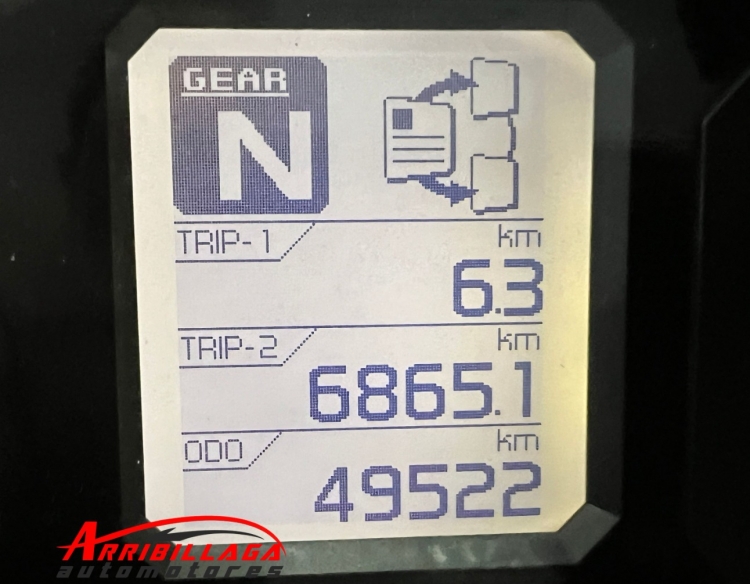 GEAR
N
TRIP-1 km
6.3
TRIP-2 km
6865.1
ODO km
49522
ARRIBILLAGA
automotores